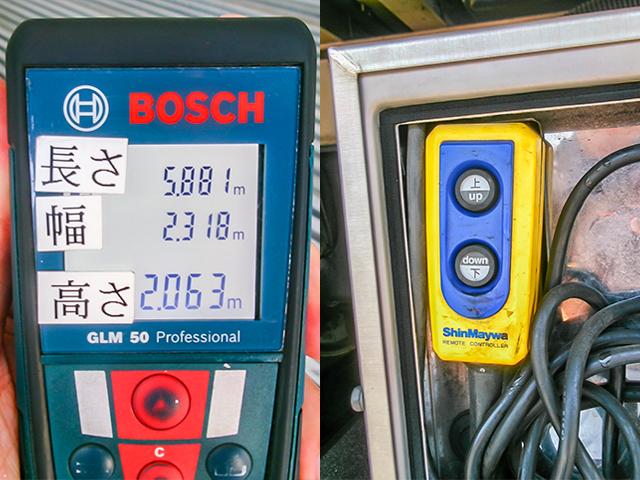 BOSCH
長さ 5.881m
幅 2.318m
高さ 2.063m
GLM 50 Professional
C
上
up
down
下
ShinMaywa
REMOTE CONTROLLER